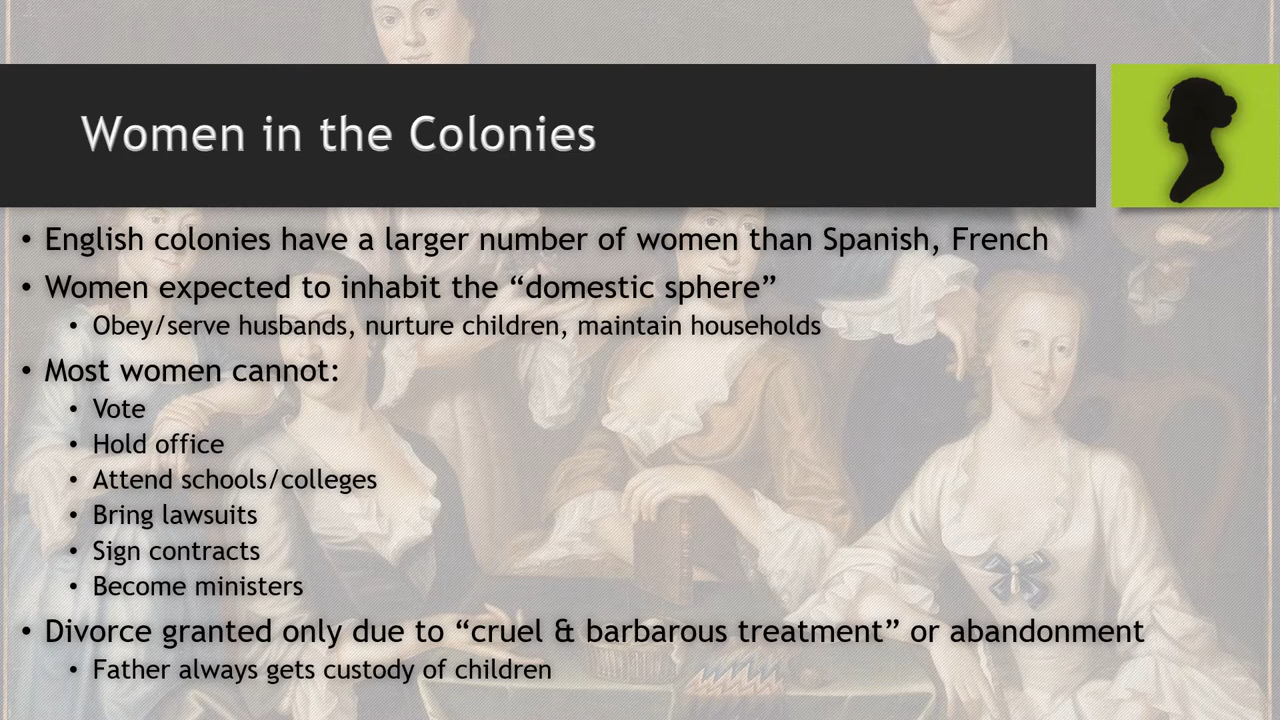 Women in the Colonies
• English colonies have a larger number of women than Spanish, French
• Women expected to inhabit the “domestic sphere”
• Obey/serve husbands, nurture children, maintain households
• Most women cannot:
• Vote
• Hold office
• Attend schools/colleges
• Bring lawsuits
• Sign contracts
• Become ministers
• Divorce granted only due to “cruel & barbarous treatment” or abandonment
• Father always gets custody of children